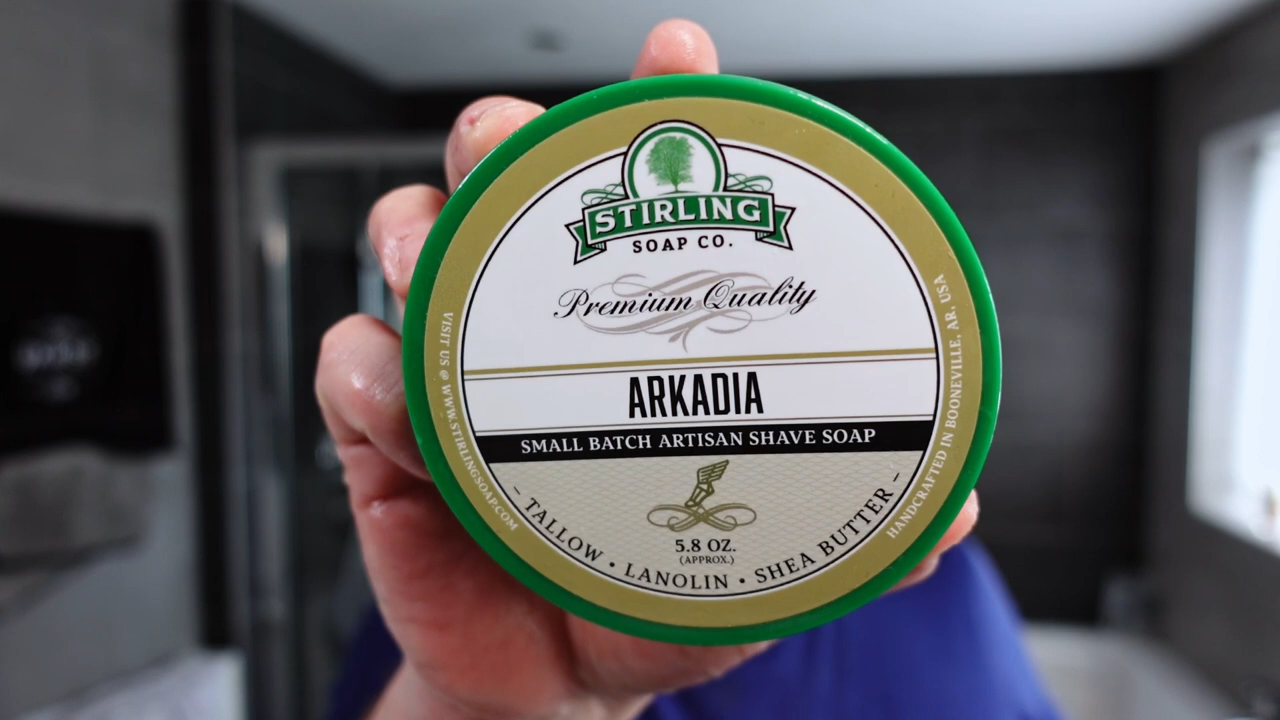 STIRLING
SOAP CO.
Premium Quality
ARKADIA
SMALL BATCH ARTISAN SHAVE SOAP
5.8 OZ.
(APPROX.)
- TALLOW • LANOLIN • SHEA BUTTER -
VISIT US @ WWW.STIRLINGSOAP.COM
HANDCRAFTED IN BOONEVILLE, AR, USA